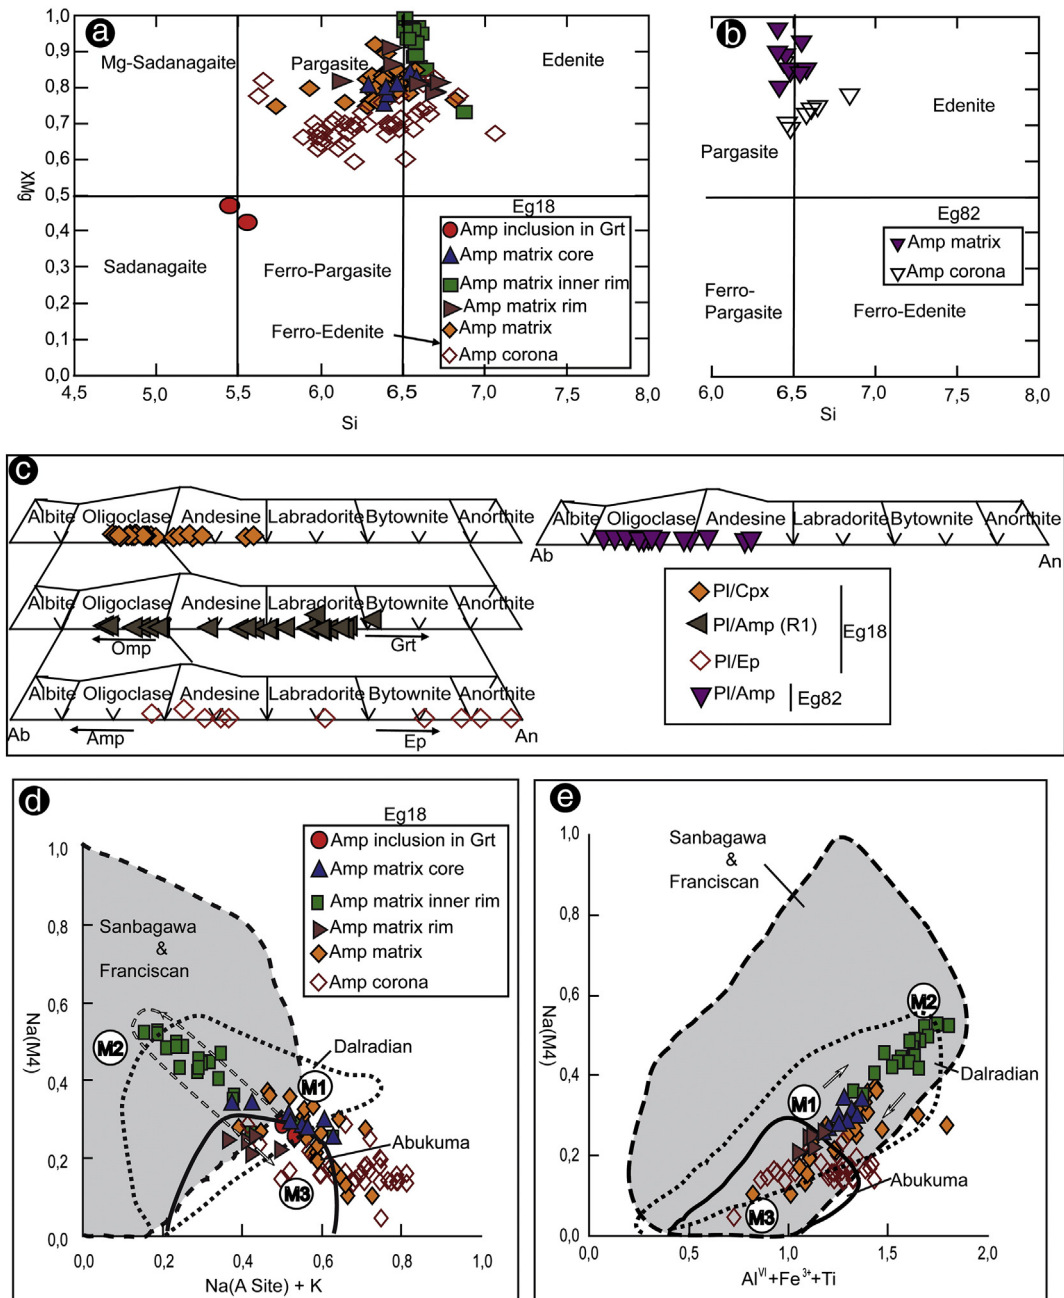 a
1,0
0,9
0,8
0,7
0,6
0,5
0,4
0,3
0,2
0,1
0,0
XMg
Mg-Sadanagaite
Pargasite
Edenite
Sadanagaite
Ferro-Pargasite
Ferro-Edenite
Eg18
Amp inclusion in Grt
Amp matrix core
Amp matrix inner rim
Amp matrix rim
Amp matrix
Amp corona
4,5 5,0 5,5 6,0 6,5 7,0 7,5 8,0
Si
b
Edenite
Pargasite
Eg82
Amp matrix
Amp corona
Ferro-
Pargasite
Ferro-Edenite
6,0 6,5 7,0 7,5 8,0
Si
c
Albite Oligoclase Andesine Labradorite Bytownite Anorthite
Albite Oligoclase Andesine Labradorite Bytownite Anorthite
Omp Grt
Albite Oligoclase Andesine Labradorite Bytownite Anorthite
Ab Amp Ep An
Albite Oligoclase Andesine Labradorite Bytownite Anorthite
Ab An
Pl/Cpx
Pl/Amp (R1)
Eg18
Pl/Ep
Pl/Amp Eg82
d
Eg18
Amp inclusion in Grt
Amp matrix core
Amp matrix inner rim
Amp matrix rim
Amp matrix
Amp corona
1,0
0,8
0,6
0,4
0,2
0,0
Na(M4)
Sanbagawa
&
Franciscan
M2
Dalradian
M1
Abukuma
M3
0,0 0,2 0,4 0,6 0,8 1,0
Na(A Site) + K
e
1,0
0,8
0,6
0,4
0,2
0,0
Na(M4)
Sanbagawa
&
Franciscan
M2
Dalradian
M1
Abukuma
M3
0,0 0,5 1,0 1,5 2,0
Al^VI+Fe^3++Ti